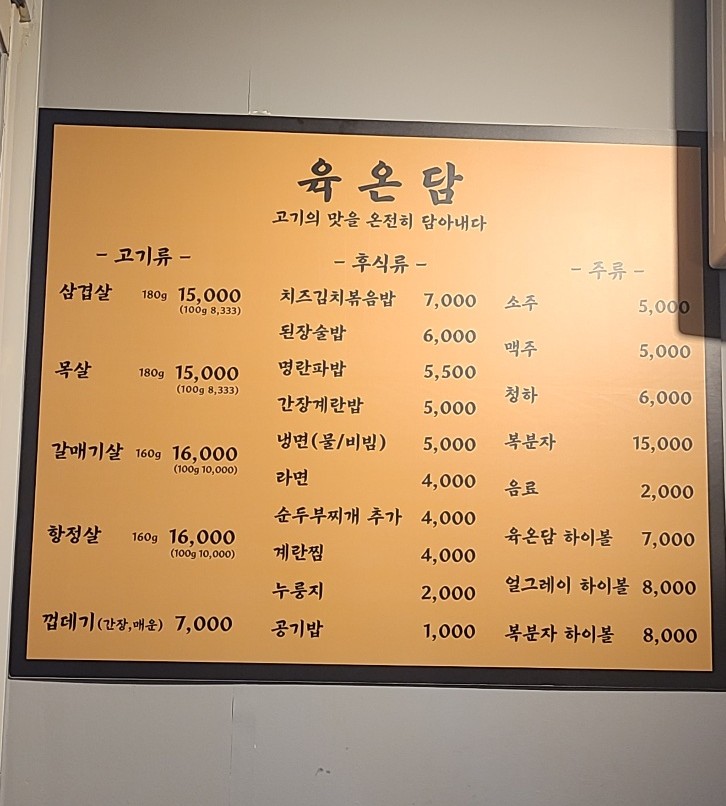 육온담
고기의 맛을 온전히 담아내다
- 고기류 -
삼겹살 180g 15,000
(100g 8,333)
목살 180g 15,000
(100g 8,333)
갈매기살 160g 16,000
(100g 10,000)
항정살 160g 16,000
(100g 10,000)
껍데기(간장,매운) 7,000
- 후식류 -
치즈김치볶음밥 7,000
된장술밥 6,000
명란파밥 5,500
간장계란밥 5,000
냉면(물/비빔) 5,000
라면 4,000
순두부찌개 추가 4,000
계란찜 4,000
누룽지 2,000
공기밥 1,000
- 주류 -
소주 5,000
맥주 5,000
청하 6,000
복분자 15,000
음료 2,000
육온담 하이볼 7,000
얼그레이 하이볼 8,000
복분자 하이볼 8,000